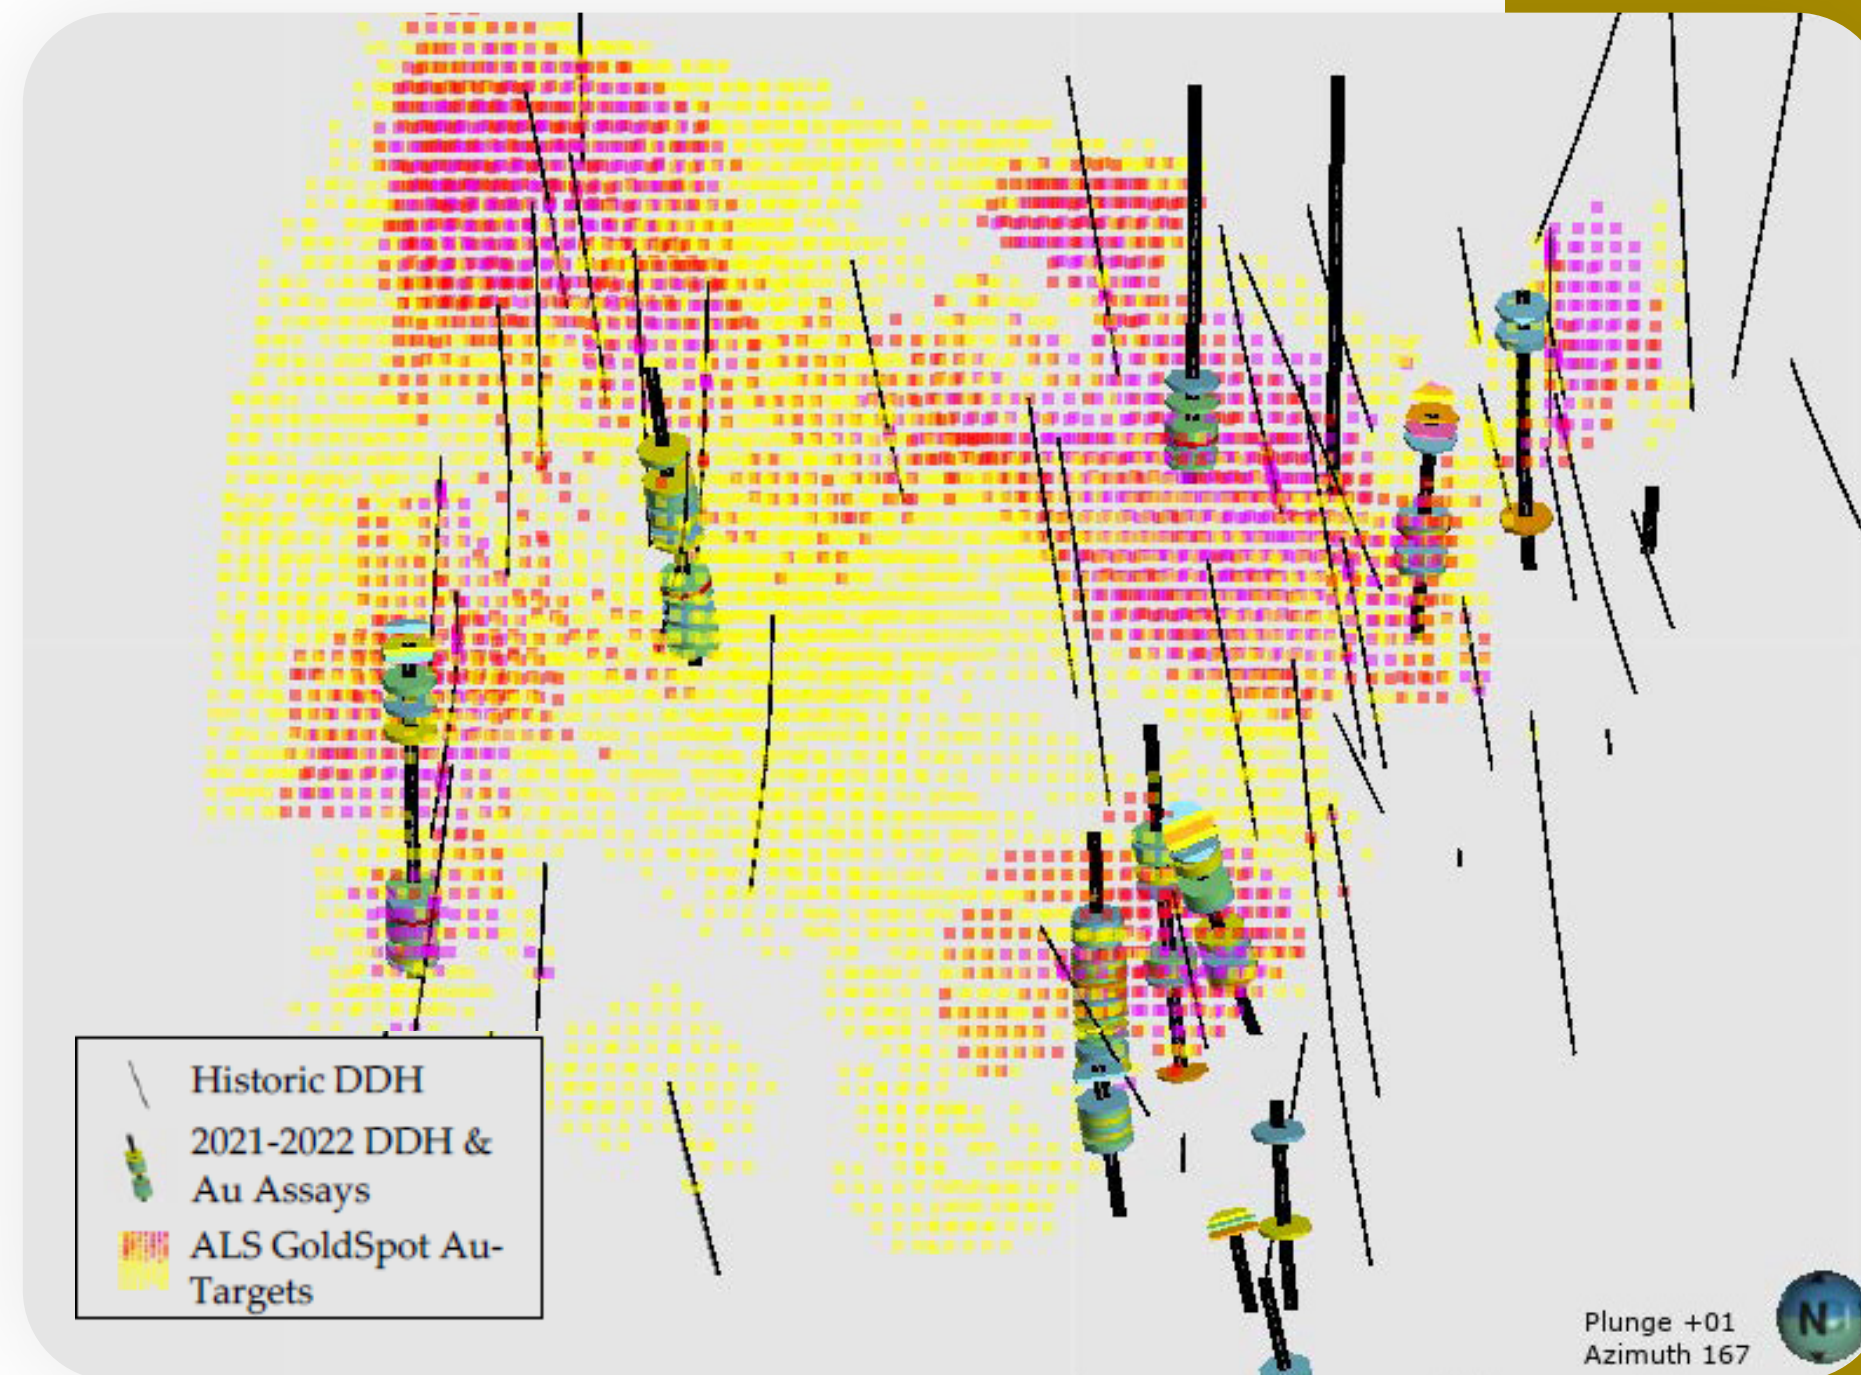 Historic DDH
2021-2022 DDH &
Au Assays
ALS GoldSpot Au-
Targets
Plunge +01
Azimuth 167
N